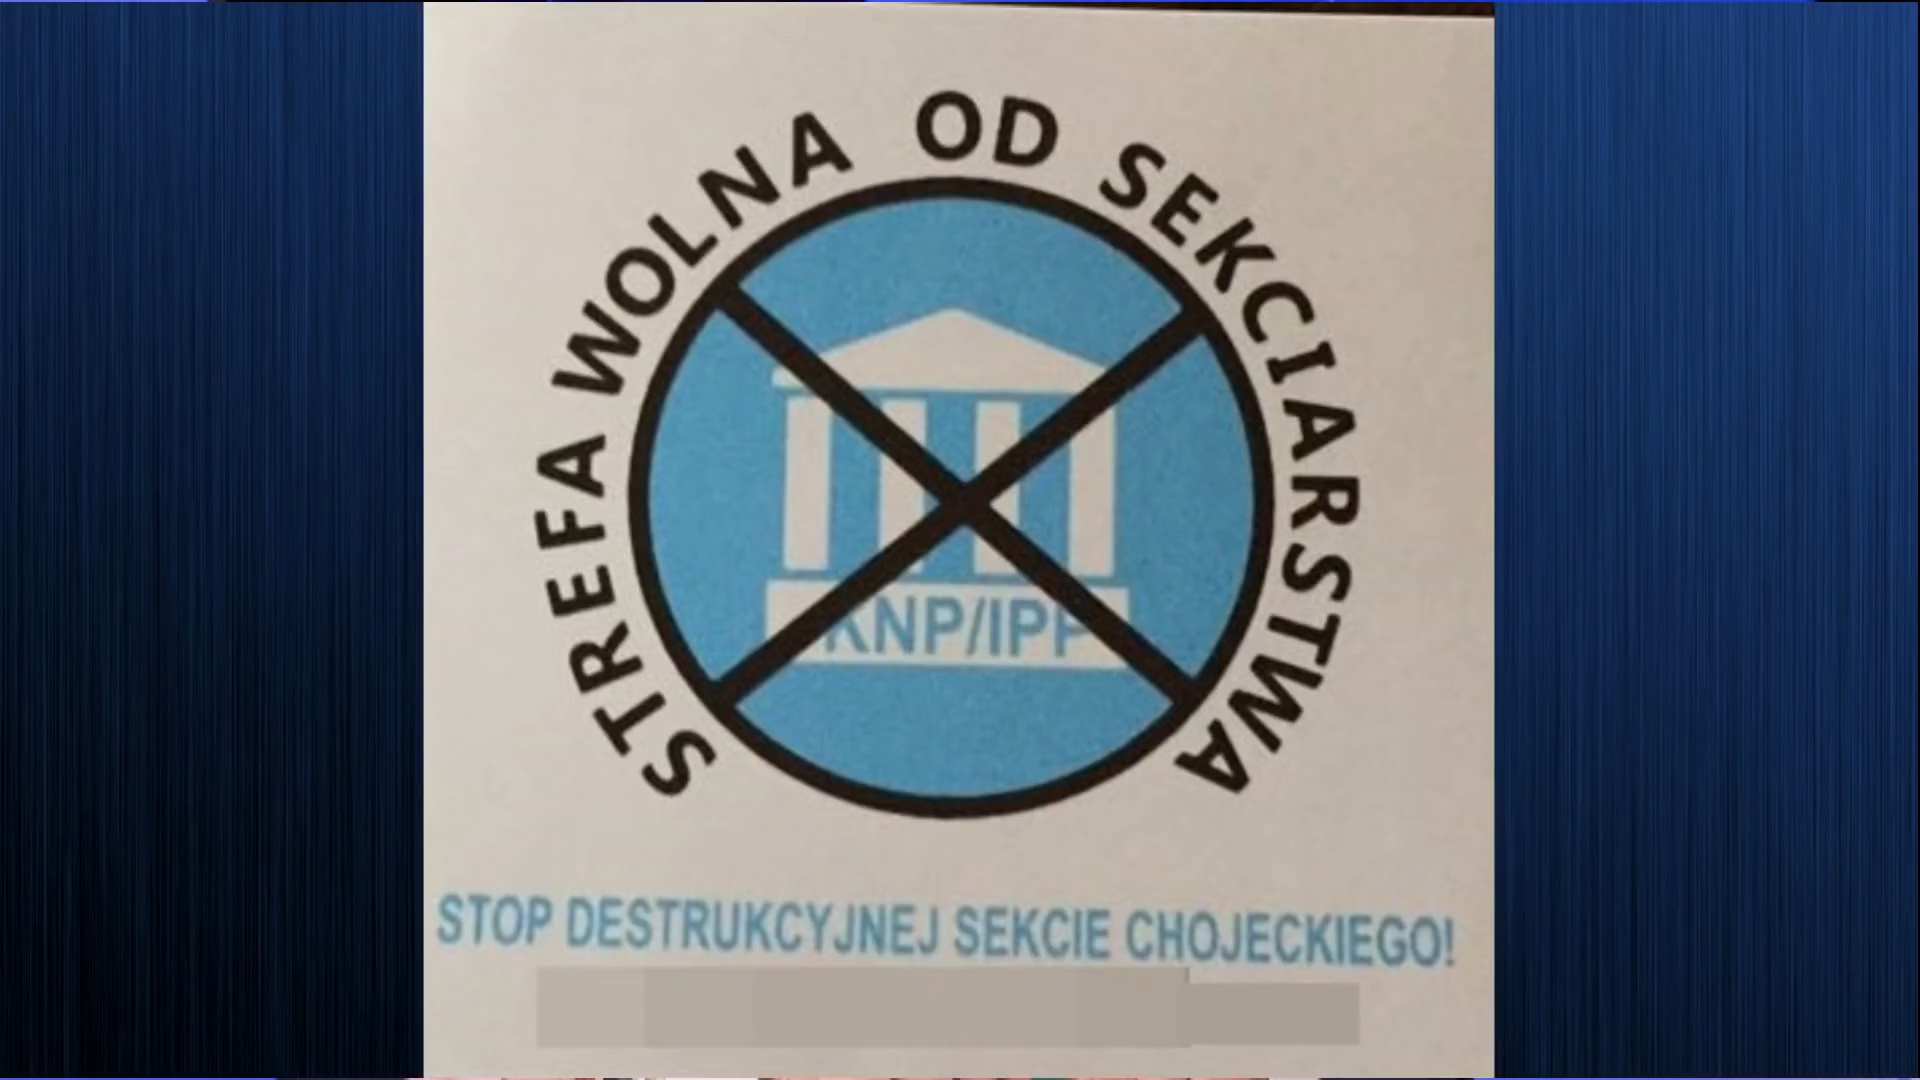 STREFA WOLNA OD SEKCIARSTWA
KNP/IPP
STOP DESTRUKCYJNEJ SEKCIE CHOJECKIEGO!